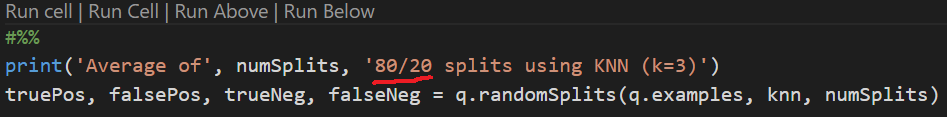 Run cell | Run Cell | Run Above | Run Below
#%%
print('Average of', numSplits, '80/20 splits using KNN (k=3)')
truePos, falsePos, trueNeg, falseNeg = q.randomSplits(q.examples, knn, numSplits)